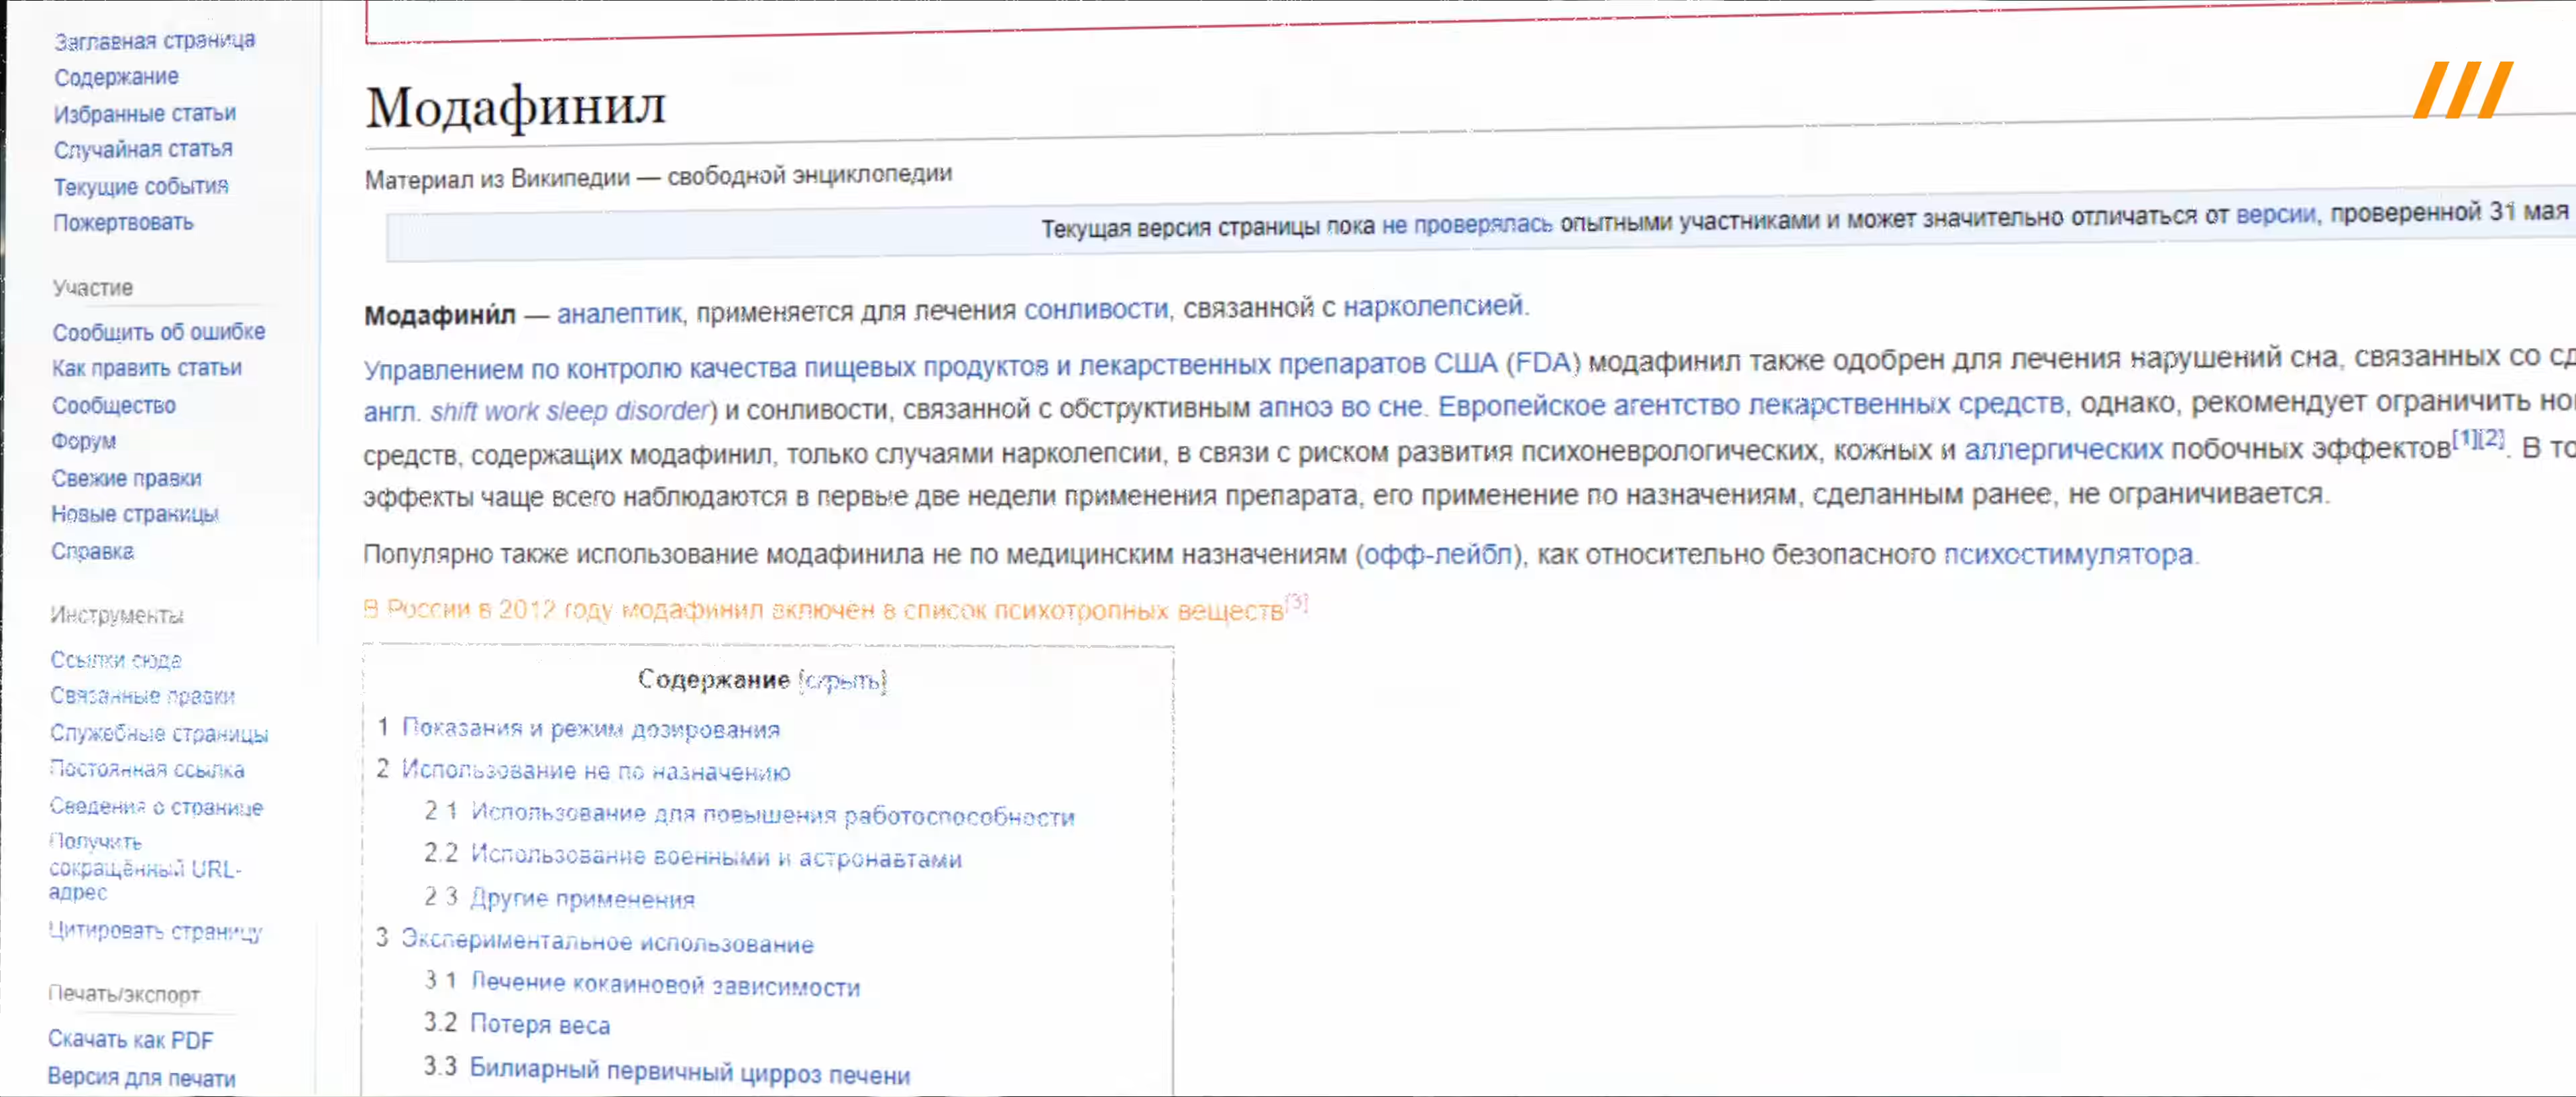 Заглавная страница
Содержание
Избранные статьи
Случайная статья
Текущие события
Пожертвовать
Участие
Сообщить об ошибке
Как править статьи
Сообщество
Форум
Свежие правки
Новые страницы
Справка
Инструменты
Ссылки сюда
Связанные правки
Служебные страницы
Постоянная ссылка
Сведения о странице
Получить
сокращённый URL-
адрес
Цитировать страницу
Печать/экспорт
Скачать как PDF
Версия для печати
Модафинил
Материал из Википедии — свободной энциклопедии
Текущая версия страницы пока не проверялась опытными участниками и может значительно отличаться от версии, проверенной 31 мая
Модафини́л — аналептик, применяется для лечения сонливости, связанной с нарколепсией.
Управлением по контролю качества пищевых продуктов и лекарственных препаратов США (FDA) модафинил также одобрен для лечения нарушений сна, связанных со
англ. shift work sleep disorder) и сонливости, связанной с обструктивным апноэ во сне. Европейское агентство лекарственных средств, однако, рекомендует ограничить
средств, содержащих модафинил, только случаями нарколепсии, в связи с риском развития психоневрологических, кожных и аллергических побочных эффектов[1][2]. В
эффекты чаще всего наблюдаются в первые две недели применения препарата, его применение по назначениям, сделанным ранее, не ограничивается.
Популярно также использование модафинила не по медицинским назначениям (офф-лейбл), как относительно безопасного психостимулятора.
В России в 2012 году модафинил включён в список психотропных веществ[3]
Содержание [скрыть]
1 Показания и режим дозирования
2 Использование не по назначению
2.1 Использование для повышения работоспособности
2.2 Использование военными и астронавтами
2.3 Другие применения
3 Экспериментальное использование
3.1 Лечение кокаиновой зависимости
3.2 Потеря веса
3.3 Билиарный первичный цирроз печени